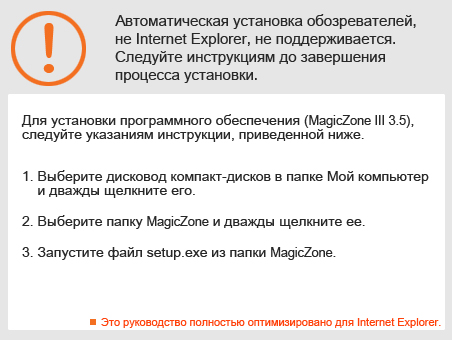 Автоматическая установка обозревателей,
не Internet Explorer, не поддерживается.
Следуйте инструкциям до завершения
процесса установки.
Для установки программного обеспечения (MagicZone III 3.5),
следуйте указаниям инструкции, приведенной ниже.
1. Выберите дисковод компакт-дисков в папке Мой компьютер
и дважды щелкните его.
2. Выберите папку MagicZone и дважды щелкните ее.
3. Запустите файл setup.exe из папки MagicZone.
Это руководство полностью оптимизировано для Internet Explorer.